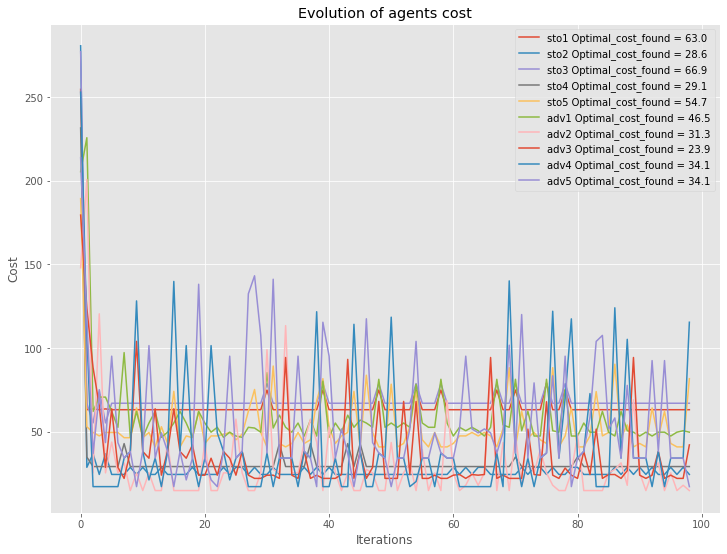 Evolution of agents cost
sto1 Optimal_cost_found = 63.0
sto2 Optimal_cost_found = 28.6
sto3 Optimal_cost_found = 66.9
sto4 Optimal_cost_found = 29.1
sto5 Optimal_cost_found = 54.7
adv1 Optimal_cost_found = 46.5
adv2 Optimal_cost_found = 31.3
adv3 Optimal_cost_found = 23.9
adv4 Optimal_cost_found = 34.1
adv5 Optimal_cost_found = 34.1
250
200
150
100
50
Cost
0 20 40 60 80 100
Iterations